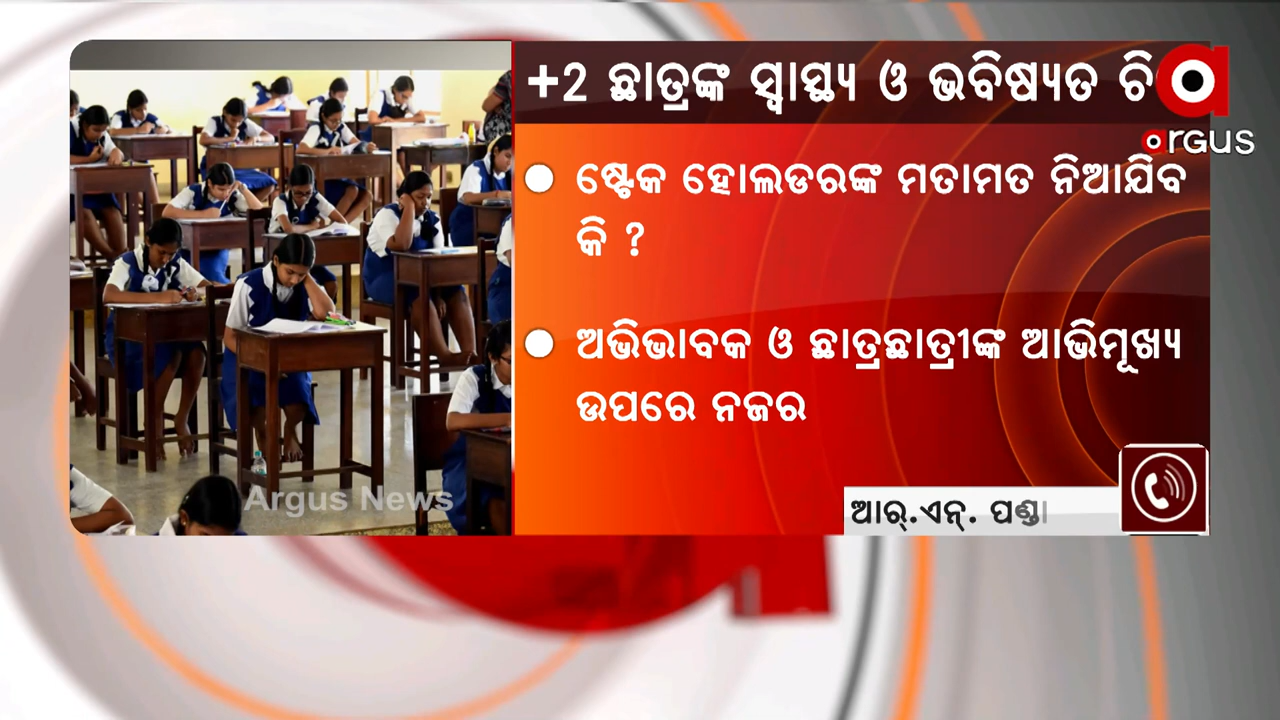 +2 ଛାତ୍ରଙ୍କ ସ୍ୱାସ୍ଥ୍ୟ ଓ ଭବିଷ୍ୟତ
argus
ଷ୍ଟେକ ହୋଲଡରଙ୍କ ମତାମତ ନିଆଯିବ
କି ?
ଅଭିଭାବକ ଓ ଛାତ୍ରଛାତ୍ରୀଙ୍କ ଆଭିମୂଖ୍ୟ
ଉପରେ ନଜର
Argus News
ଆର୍.ଏନ୍. ପଣ୍ଡା